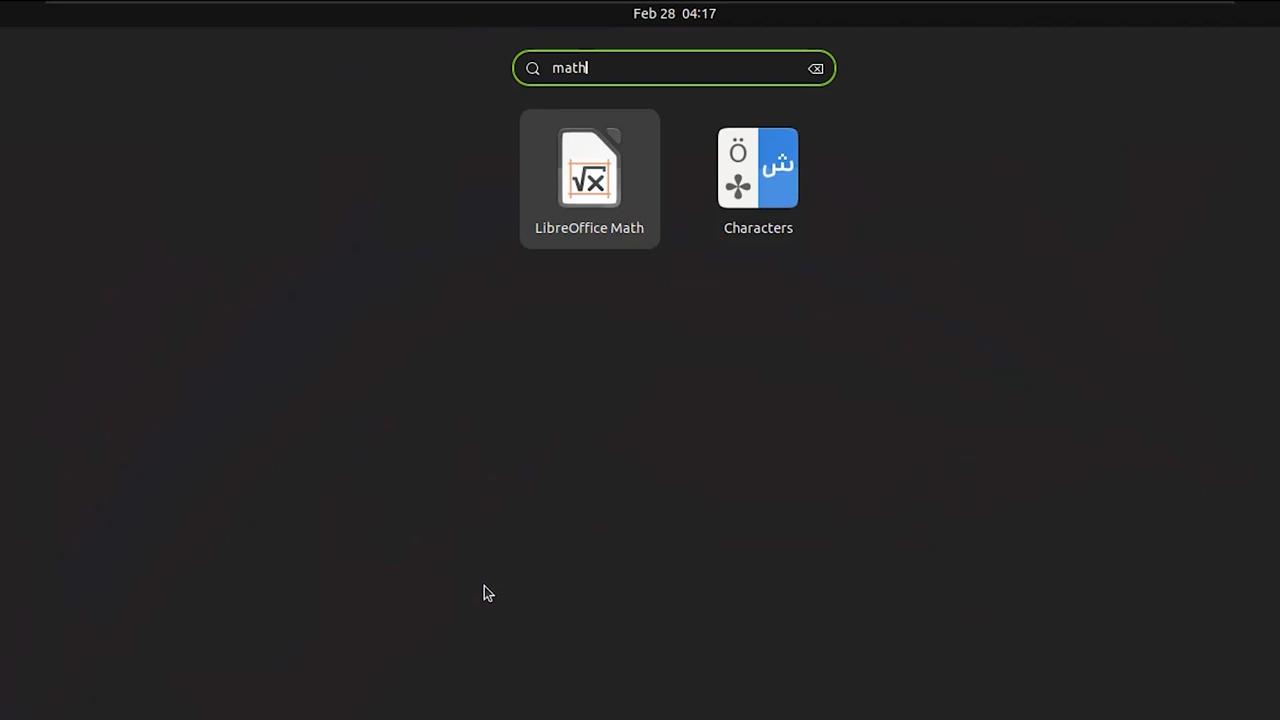 Feb 28 04:17
math
√x
Ö
ش
LibreOffice Math
Characters